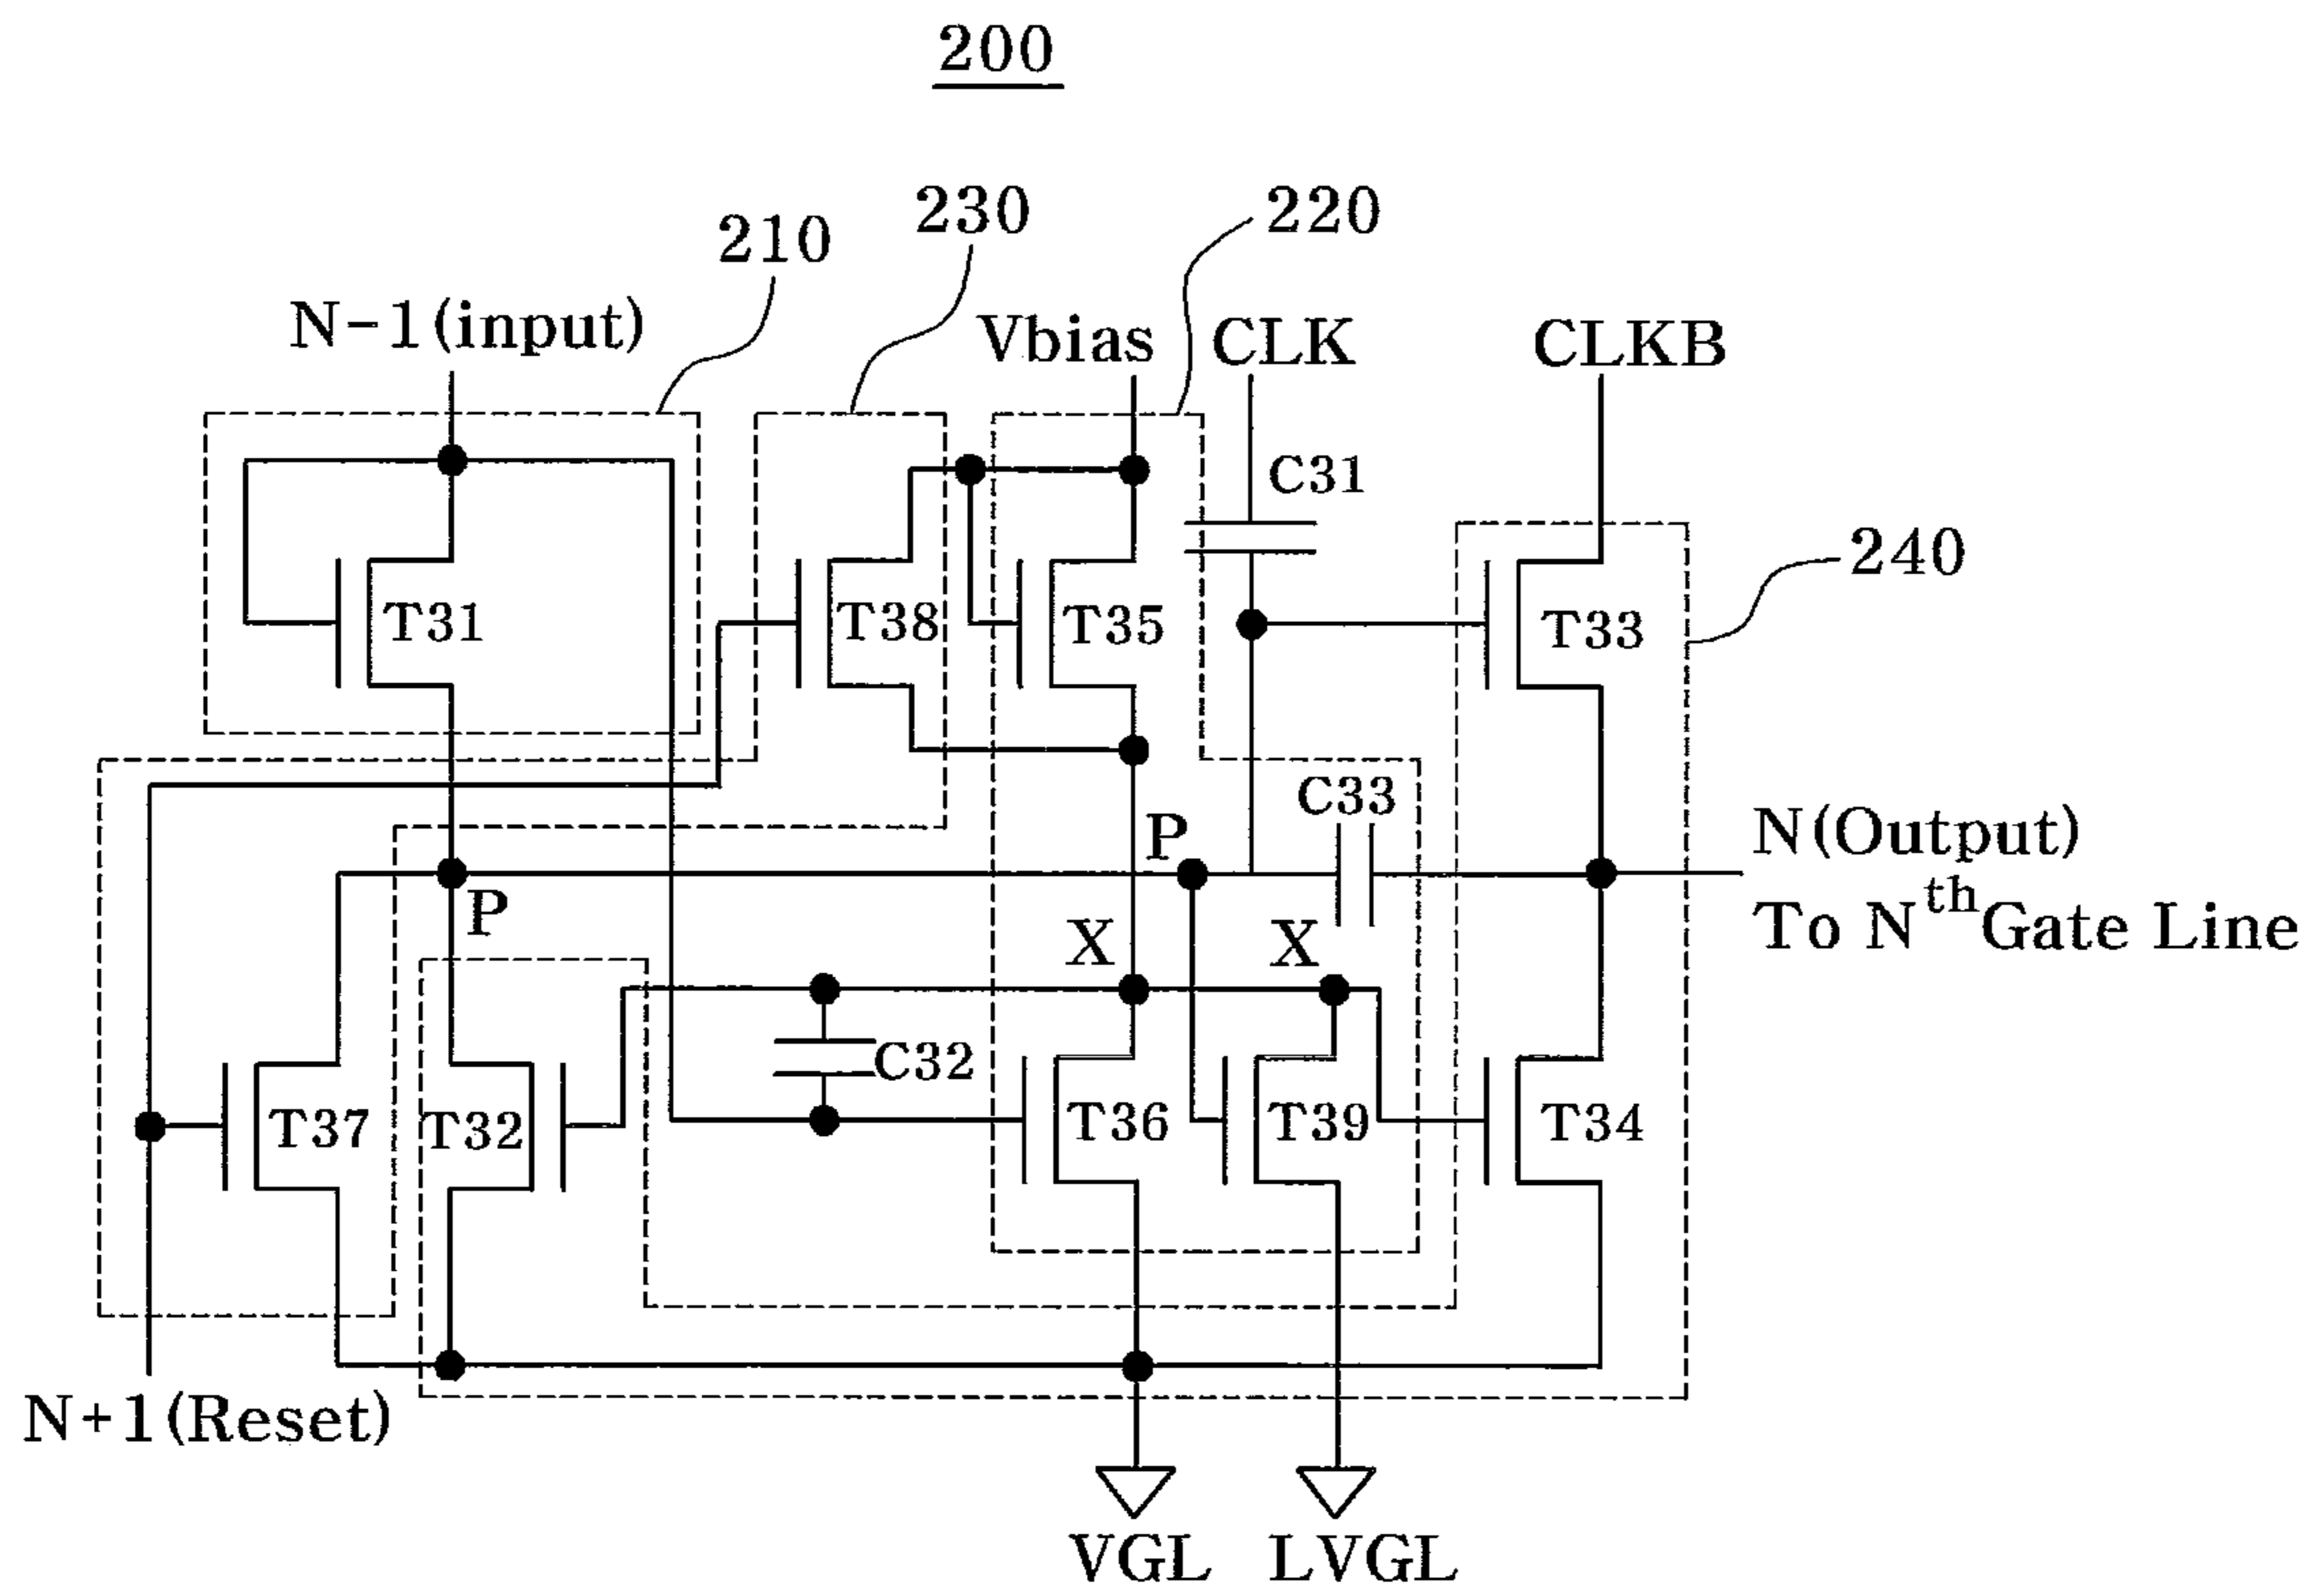 200
230
220
210
N-1(input)
Vbias
CLK
CLKB
C31
240
T31
T38
T35
T33
C33
P
N(Output)
P
X
X
To Nth Gate Line
C32
T37
T32
T36
T39
T34
N+1(Reset)
VGL
LVGL